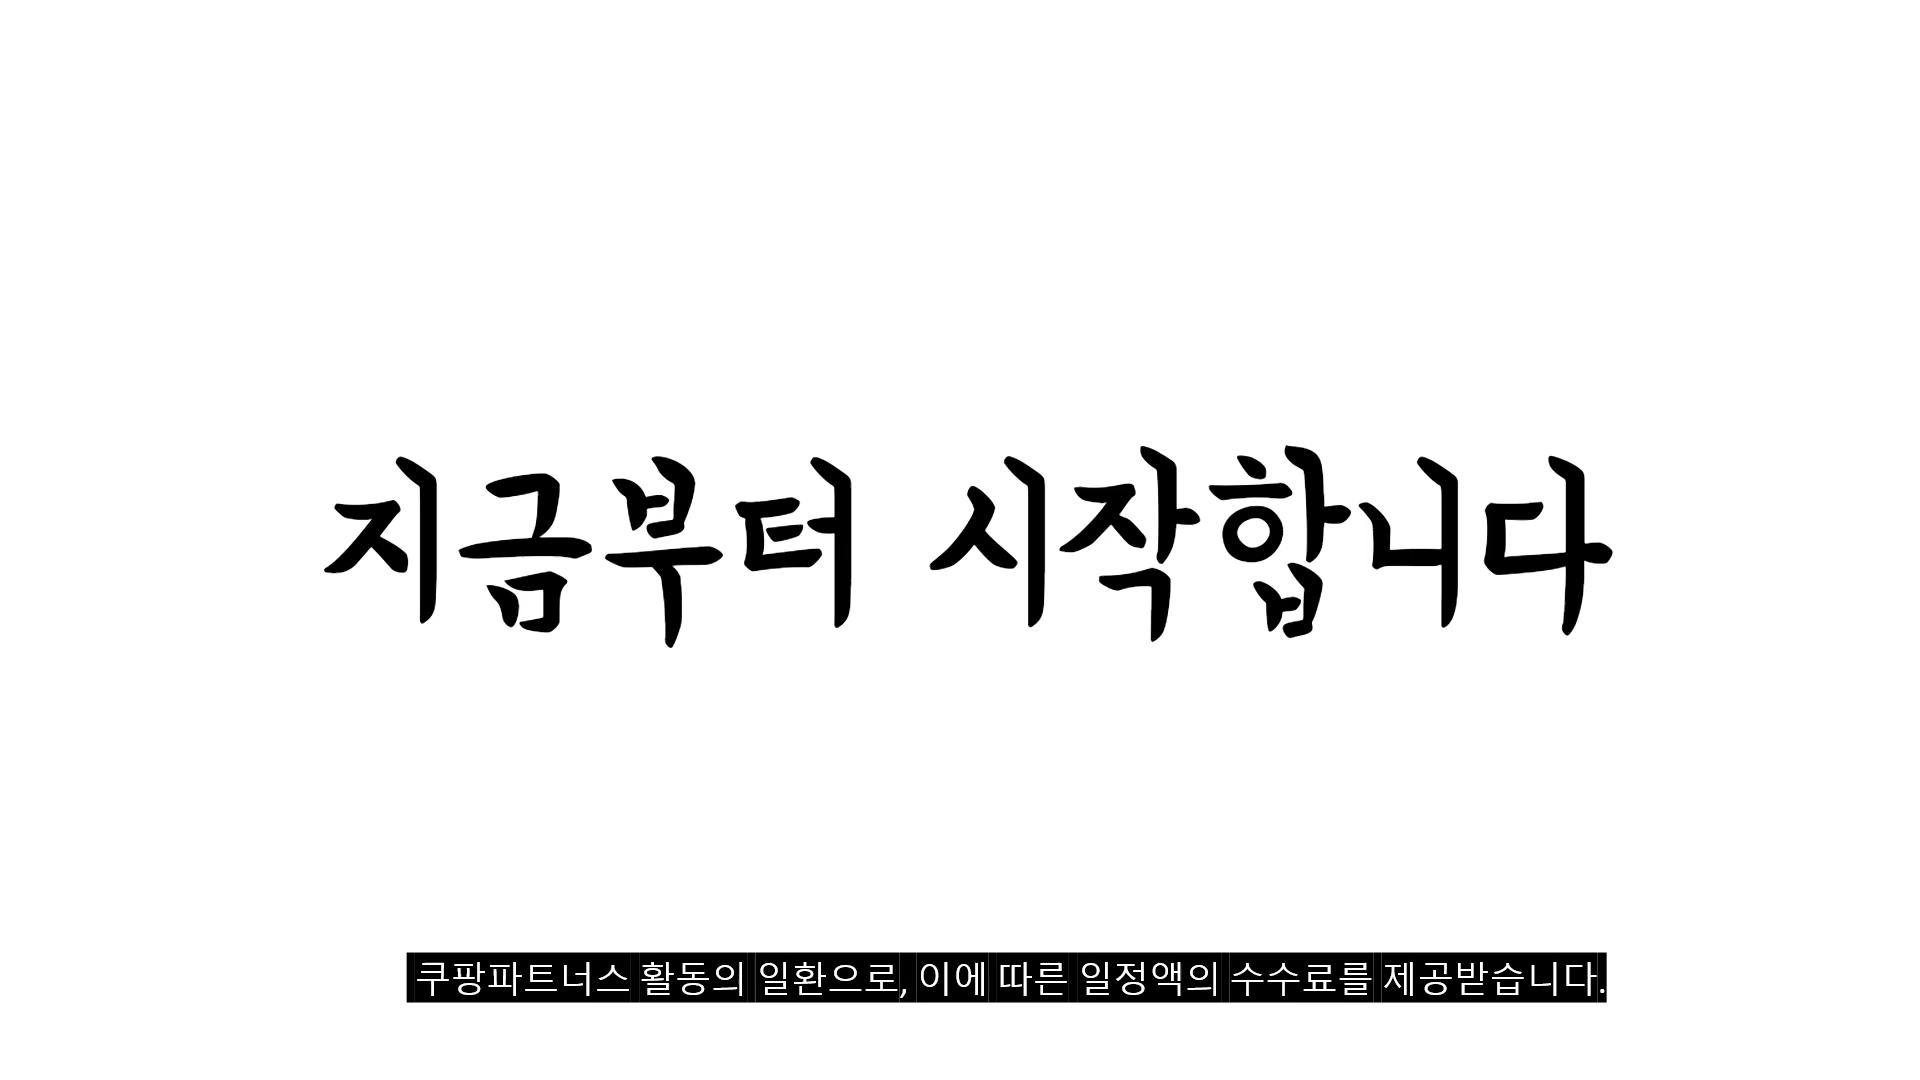 지금부터 시작합니다
쿠팡파트너스 활동의 일환으로, 이에 따른 일정액의 수수료를 제공받습니다.